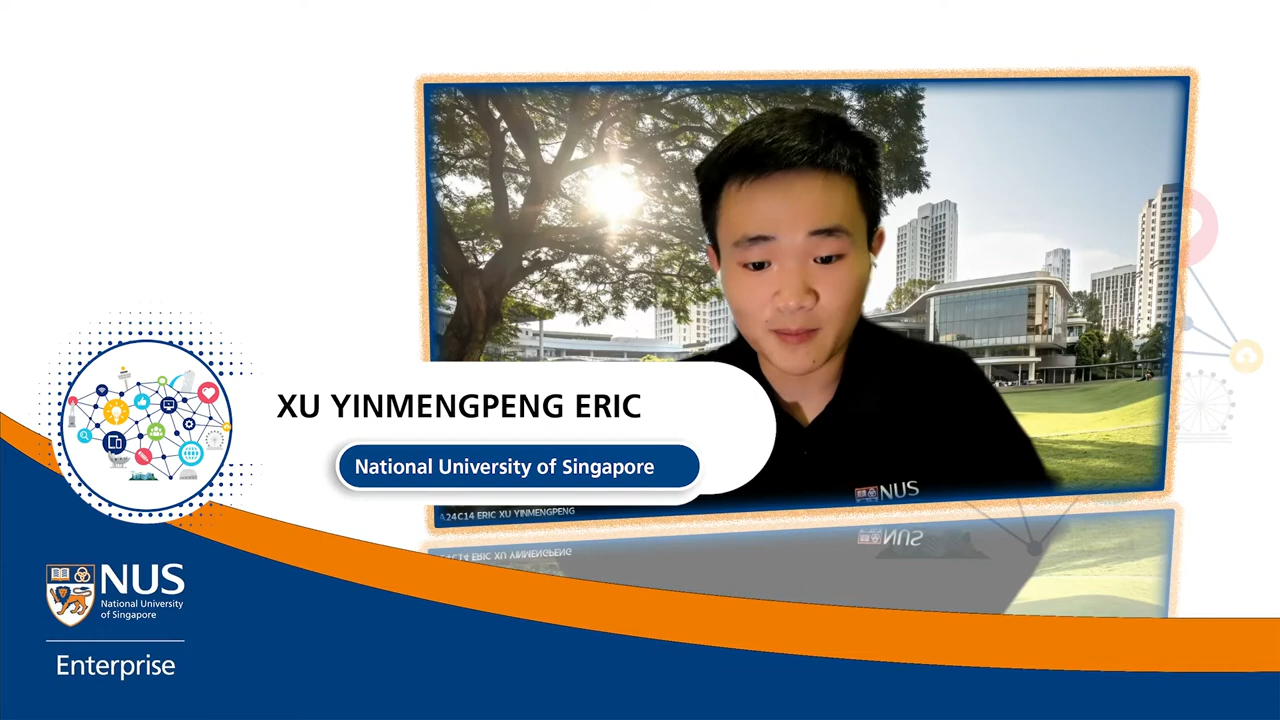 XU YINMENGPENG ERIC
National University of Singapore
NUS
A24C14 ERIC XU YINMENGPENG
NUS
National University
of Singapore
Enterprise